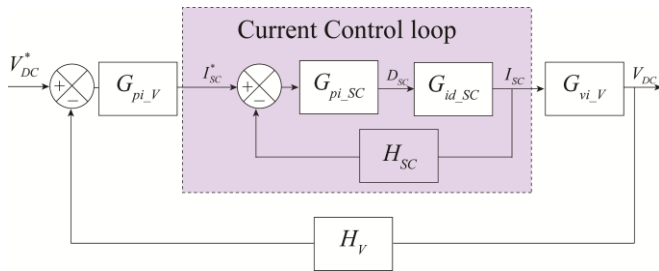 Current Control loop
V*DC
+
−
Gpi_V
I*SC
+
−
Gpi_SC
DSC
Gid_SC
ISC
Gvi_V
VDC
HSC
HV